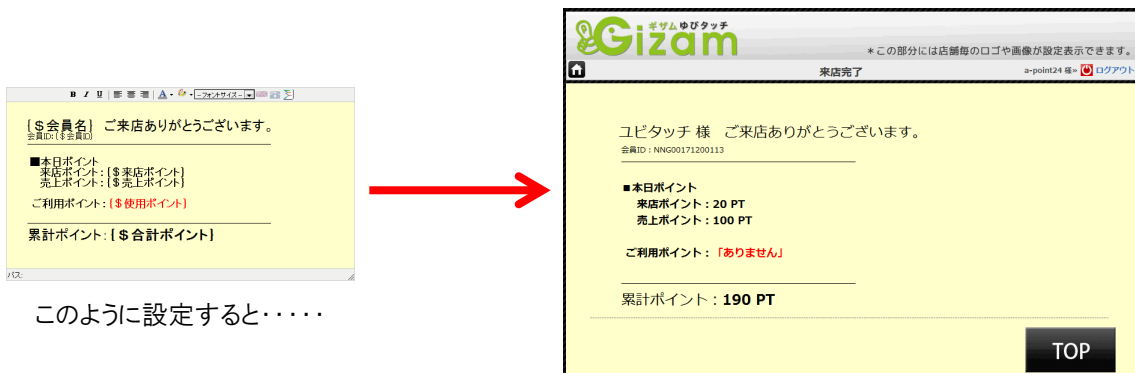 B I U
-フォントサイズ-
{$会員名} ご来店ありがとうございます。
会員ID:{$会員ID}
■本日ポイント
来店ポイント:{$来店ポイント}
売上ポイント:{$売上ポイント}
ご利用ポイント:{$使用ポイント}
累計ポイント:{$合計ポイント}
パス:
このように設定すると・・・・・
ギザムゆびタッチ
Gizam
*この部分には店舗毎のロゴや画像が設定表示できます。
来店完了
a-point24 様» ログアウト
ユビタッチ 様 ご来店ありがとうございます。
会員ID:NNG00171200113
■本日ポイント
来店ポイント:20 PT
売上ポイント:100 PT
ご利用ポイント:「ありません」
累計ポイント:190 PT
TOP